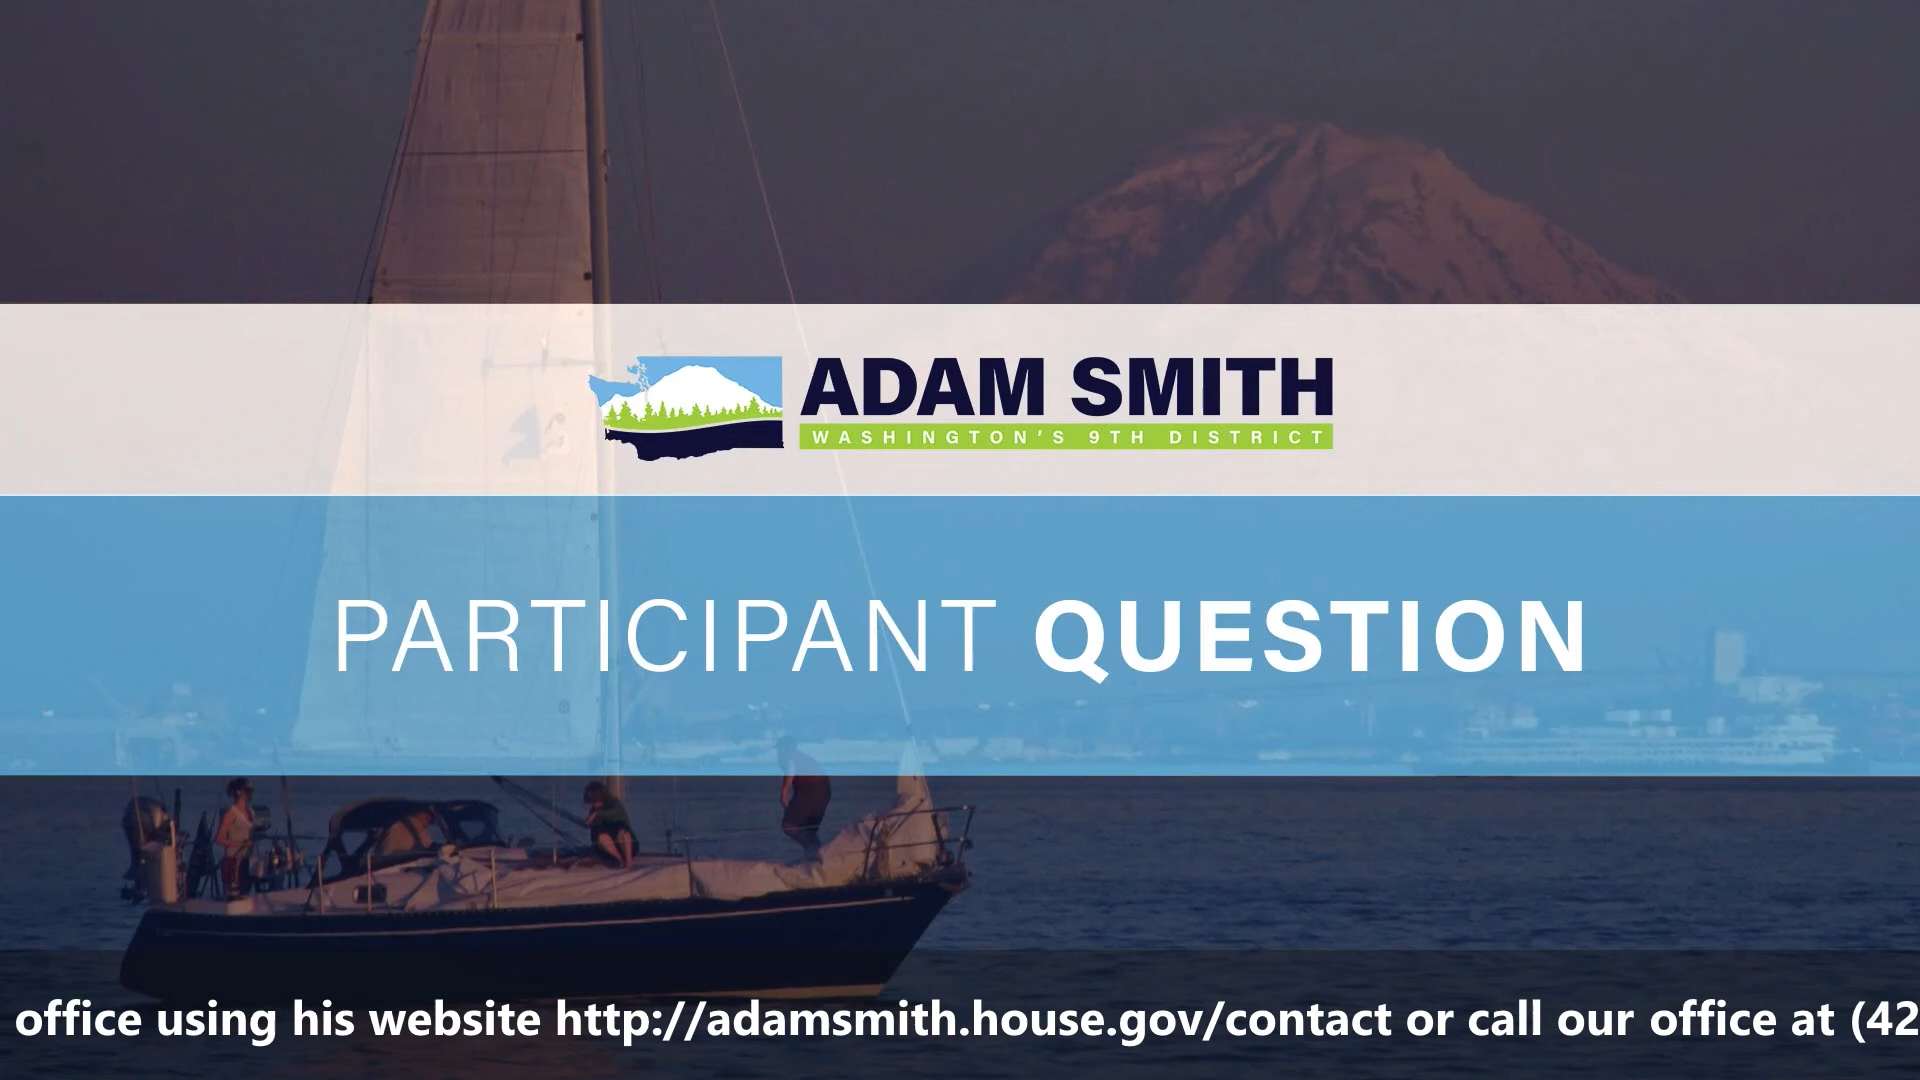 ADAM SMITH
WASHINGTON'S 9TH DISTRICT
PARTICIPANT QUESTION
office using his website http://adamsmith.house.gov/contact or call our office at (42